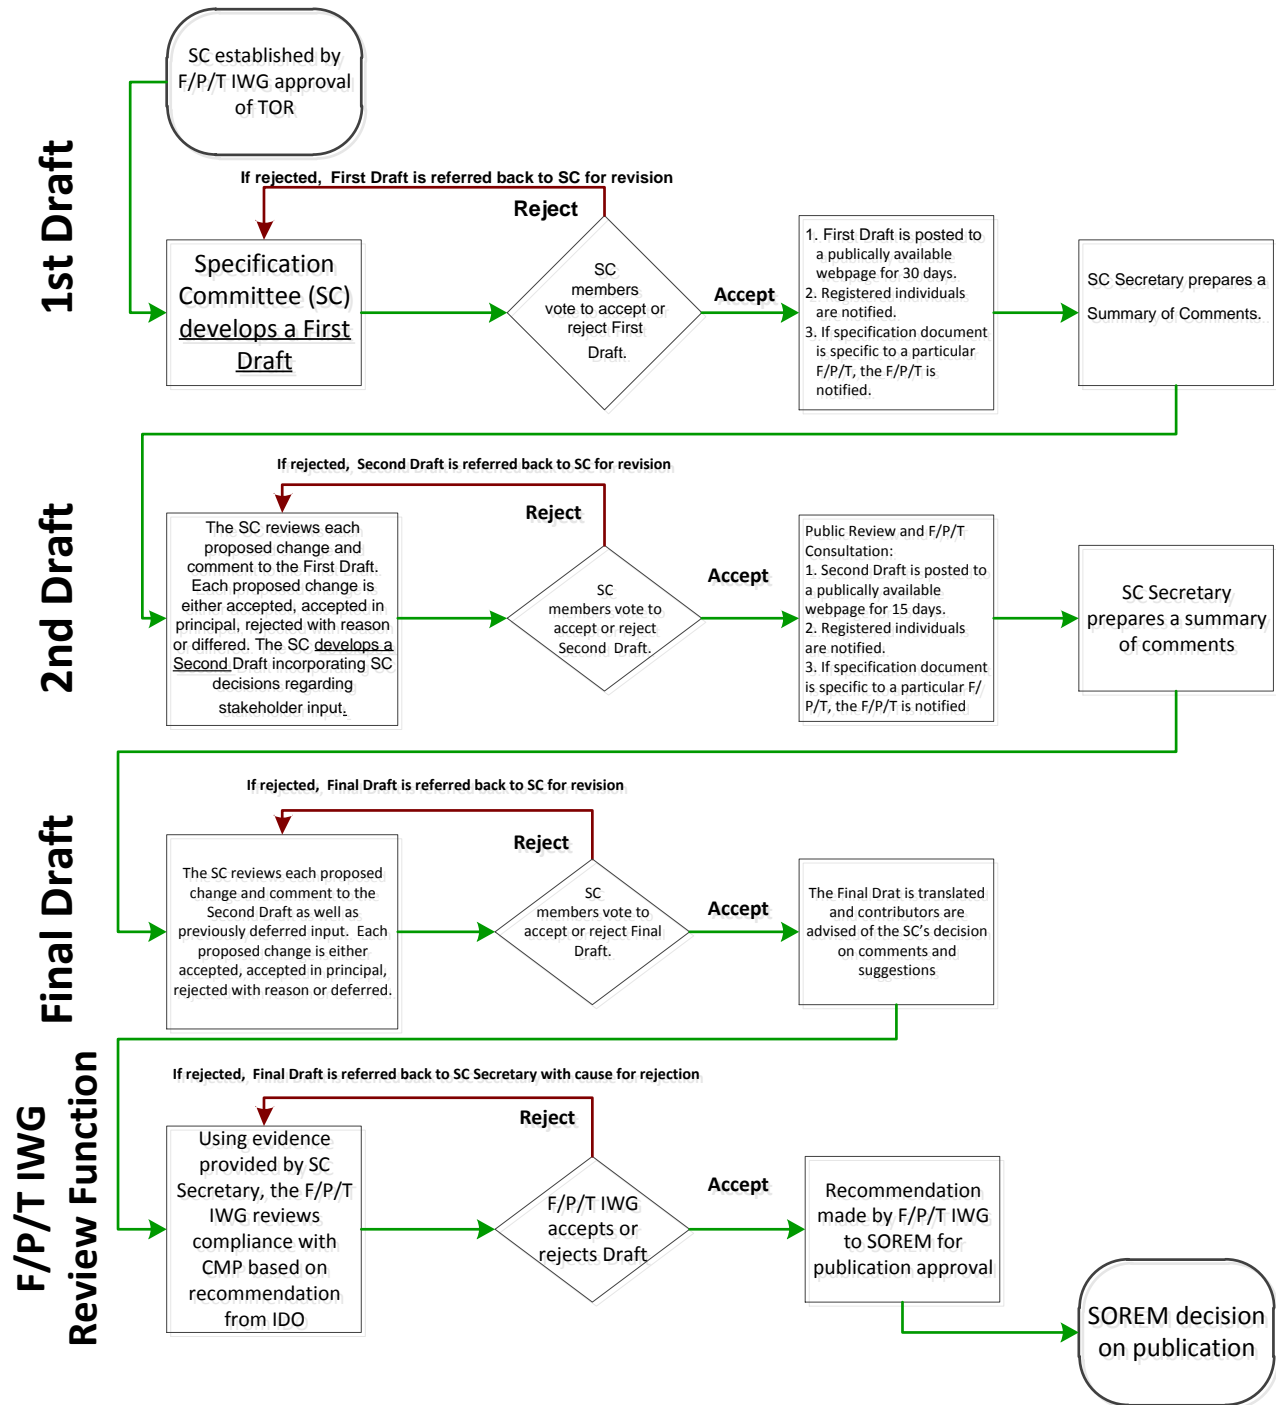 SC established by
F/P/T IWG approval
of TOR
1st Draft
If rejected, First Draft is referred back to SC for revision
Reject
Specification
Committee (SC)
develops a First
Draft
SC
members
vote to accept or
reject First
Draft.
Accept
1. First Draft is posted to
a publically available
webpage for 30 days.
2. Registered individuals
are notified.
3. If specification document
is specific to a particular
F/P/T, the F/P/T is
notified.
SC Secretary prepares a
Summary of Comments.
2nd Draft
If rejected, Second Draft is referred back to SC for revision
Reject
The SC reviews each
proposed change and
comment to the First Draft.
Each proposed change is
either accepted, accepted in
principal, rejected with reason
or differed. The SC develops a
Second Draft incorporating SC
decisions regarding
stakeholder input.
SC
members vote to
accept or reject
Second Draft.
Accept
Public Review and F/P/T
Consultation:
1. Second Draft is posted to
a publically available
webpage for 15 days.
2. Registered individuals
are notified.
3. If specification document
is specific to a particular F/
P/T, the F/P/T is notified
SC Secretary
prepares a summary
of comments
Final Draft
If rejected, Final Draft is referred back to SC for revision
Reject
The SC reviews each proposed
change and comment to the
Second Draft as well as
previously deferred input. Each
proposed change is either
accepted, accepted in principal,
rejected with reason or deferred.
SC
members vote to
accept or reject Final
Draft.
Accept
The Final Drat is translated
and contributors are
advised of the SC's decision
on comments and
suggestions
F/P/T IWG
Review Function
If rejected, Final Draft is referred back to SC Secretary with cause for rejection
Reject
Using evidence
provided by SC
Secretary, the F/P/T
IWG reviews
compliance with
CMP based on
recommendation
from IDO
F/P/T IWG
accepts or
rejects Draft
Accept
Recommendation
made by F/P/T IWG
to SOREM for
publication approval
SOREM decision
on publication